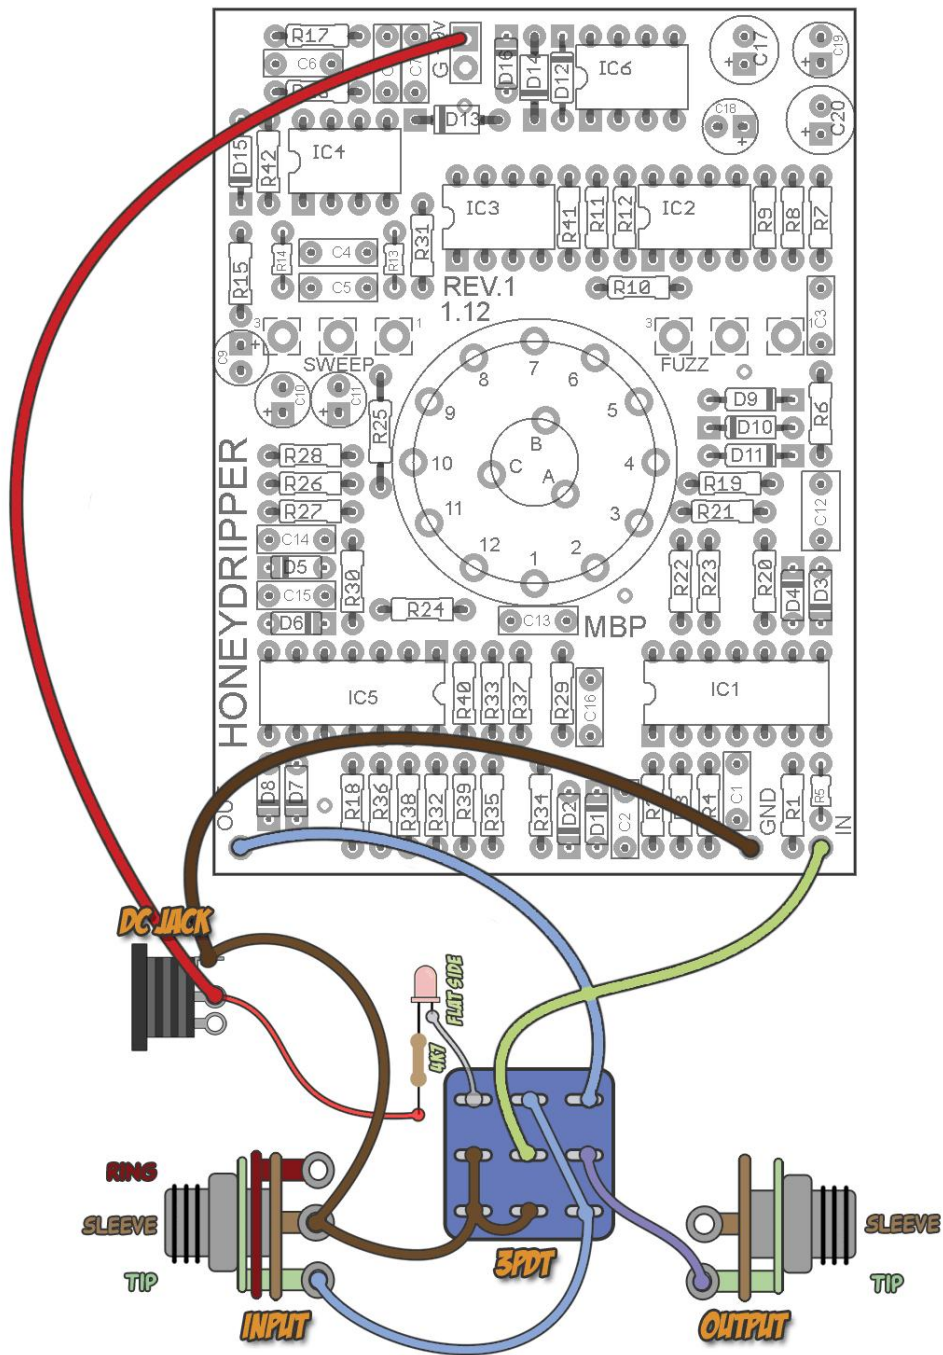 R17
C6
C7
G
9V
D16
D14
D12
IC6
C17
C19
C18
C20
D13
IC4
D15
R42
IC3
R41
R11
R12
IC2
R9
R8
R7
R31
R15
R14
C4
R13
C5
REV.1
1.12
R10
C3
3
1
SWEEP
3
1
FUZZ
C9
C10
C11
R25
7
8
6
9
5
10
4
11
3
12
2
1
B
C
A
D9
D10
D11
R6
R28
R26
R27
R19
R21
C12
C14
D5
C15
D6
R30
R24
C13
MBP
R22
R23
R20
D4
D3
HONEYDRIPPER
IC5
R40
R33
R37
R29
C16
IC1
OUT
D8
D7
R18
R36
R38
R32
R39
R35
R34
D2
D1
C2
R4
C1
GND
R1
R5
IN
DC JACK
FLAT SIDE
4K7
RING
SLEEVE
TIP
INPUT
3PDT
OUTPUT
SLEEVE
TIP